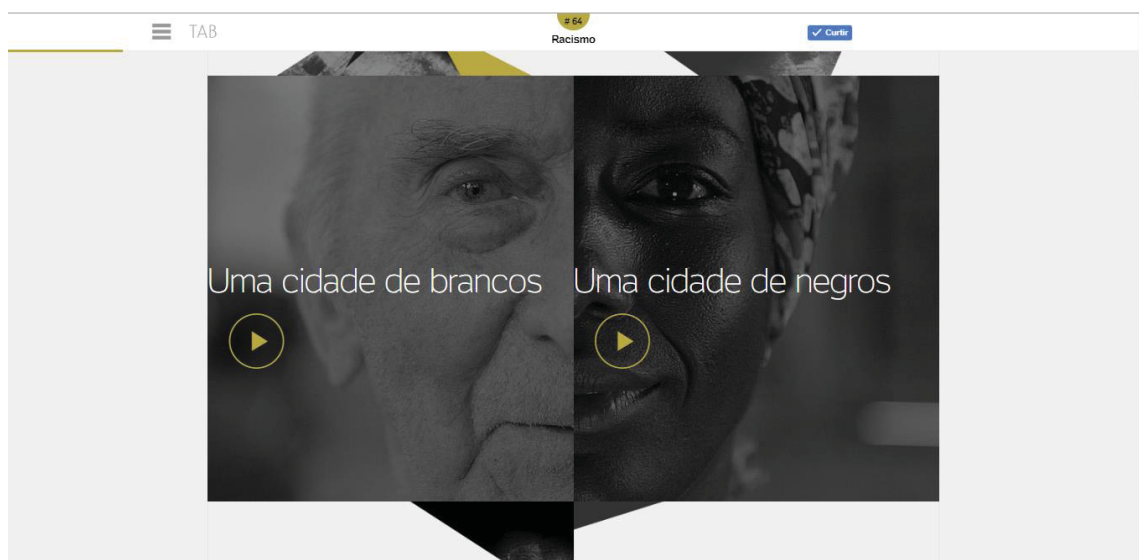 TAB
# 64
Racismo
Curtir
Uma cidade de brancos
Uma cidade de negros